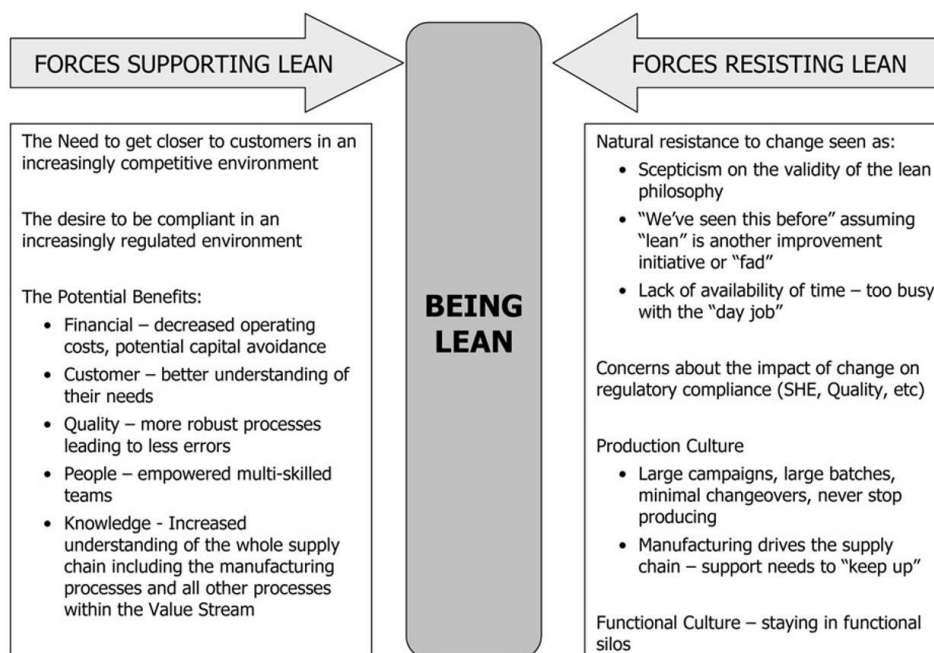 FORCES SUPPORTING LEAN
The Need to get closer to customers in an
increasingly competitive environment
The desire to be compliant in an
increasingly regulated environment
The Potential Benefits:
• Financial – decreased operating
costs, potential capital avoidance
• Customer – better understanding of
their needs
• Quality – more robust processes
leading to less errors
• People – empowered multi-skilled
teams
• Knowledge - Increased
understanding of the whole supply
chain including the manufacturing
processes and all other processes
within the Value Stream
BEING
LEAN
FORCES RESISTING LEAN
Natural resistance to change seen as:
• Scepticism on the validity of the lean
philosophy
• “We’ve seen this before” assuming
“lean” is another improvement
initiative or “fad”
• Lack of availability of time – too busy
with the “day job”
Concerns about the impact of change on
regulatory compliance (SHE, Quality, etc)
Production Culture
• Large campaigns, large batches,
minimal changeovers, never stop
producing
• Manufacturing drives the supply
chain – support needs to “keep up”
Functional Culture – staying in functional
silos